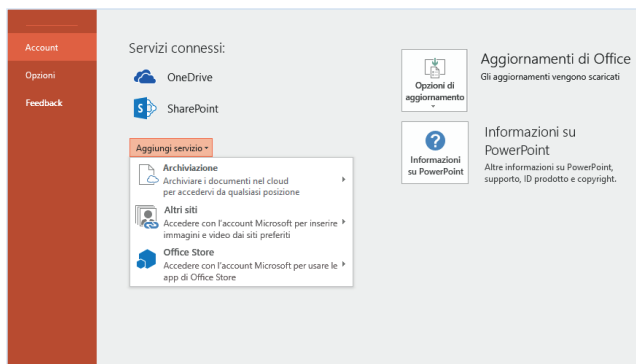 Account
Opzioni
Feedback
Servizi connessi:
OneDrive
SharePoint
Aggiungi servizio
Archiviazione
Archiviare i documenti nel cloud
per accedervi da qualsiasi posizione
Altri siti
Accedere con l'account Microsoft per inserire
immagini e video dai siti preferiti
Office Store
Accedere con l'account Microsoft per usare le
app di Office Store
Opzioni di
aggiornamento
Aggiornamenti di Office
Gli aggiornamenti vengono scaricati
Informazioni
su PowerPoint
Informazioni su
PowerPoint
Altre informazioni su PowerPoint,
supporto, ID prodotto e copyright.